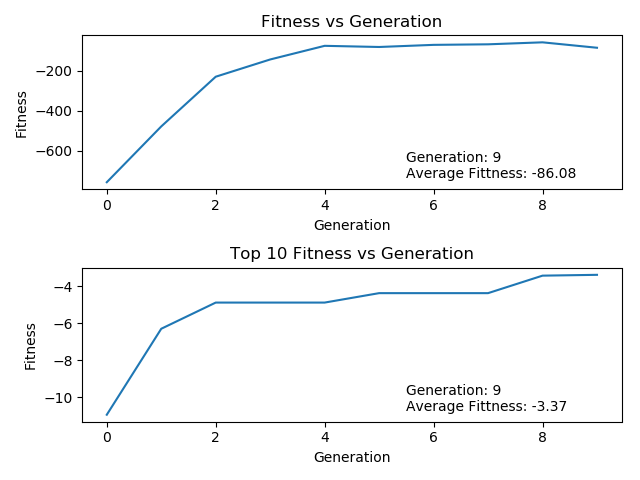 Fitness vs Generation
Fitness
−200
−400
−600
Generation: 9
Average Fittness: -86.08
0 2 4 6 8
Generation
Top 10 Fitness vs Generation
Fitness
−4
−6
−8
−10
Generation: 9
Average Fittness: -3.37
0 2 4 6 8
Generation